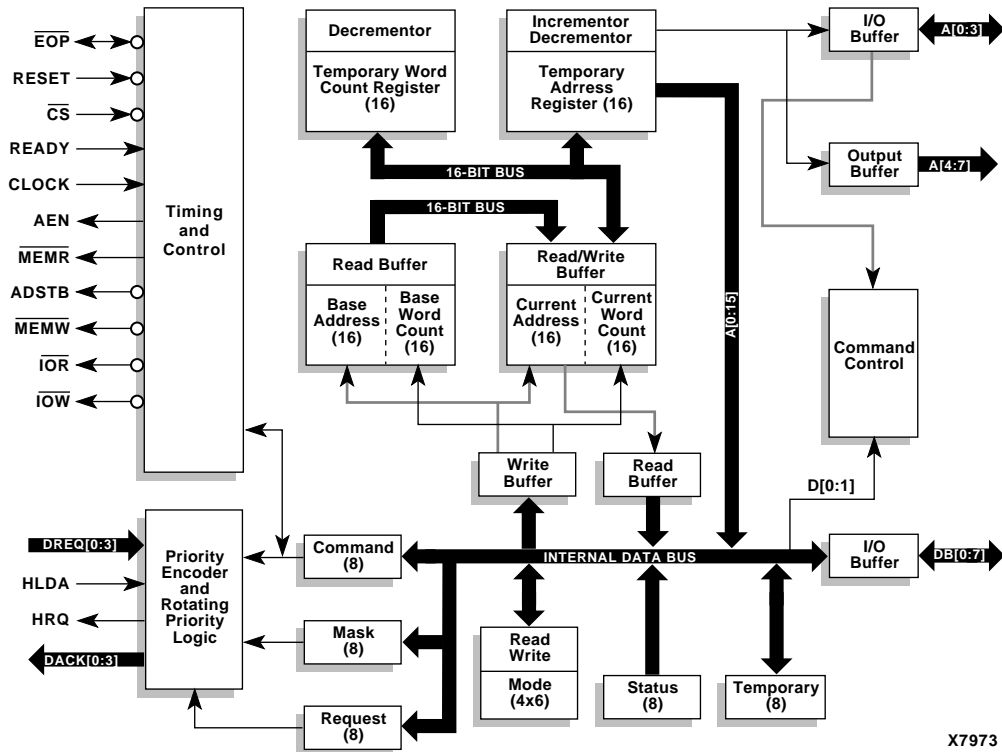 EOP
RESET
CS
READY
CLOCK
AEN
MEMR
ADSTB
MEMW
IOR
IOW
Timing
and
Control
Decrementor
Temporary Word
Count Register
(16)
Incrementor
Decrementor
Temporary
Adrress
Register (16)
I/O
Buffer
A[0:3]
Output
Buffer
A[4:7]
16-BIT BUS
16-BIT BUS
Read Buffer
Base
Address
(16)
Base
Word
Count
(16)
Read/Write
Buffer
Current
Address
(16)
Current
Word
Count
(16)
A[0:15]
Command
Control
Write
Buffer
Read
Buffer
D[0:1]
DREQ[0:3]
HLDA
HRQ
DACK[0:3]
Priority
Encoder
and
Rotating
Priority
Logic
Command
(8)
INTERNAL DATA BUS
I/O
Buffer
DB[0:7]
Mask
(8)
Read
Write
Mode
(4x6)
Status
(8)
Temporary
(8)
Request
(8)
X7973